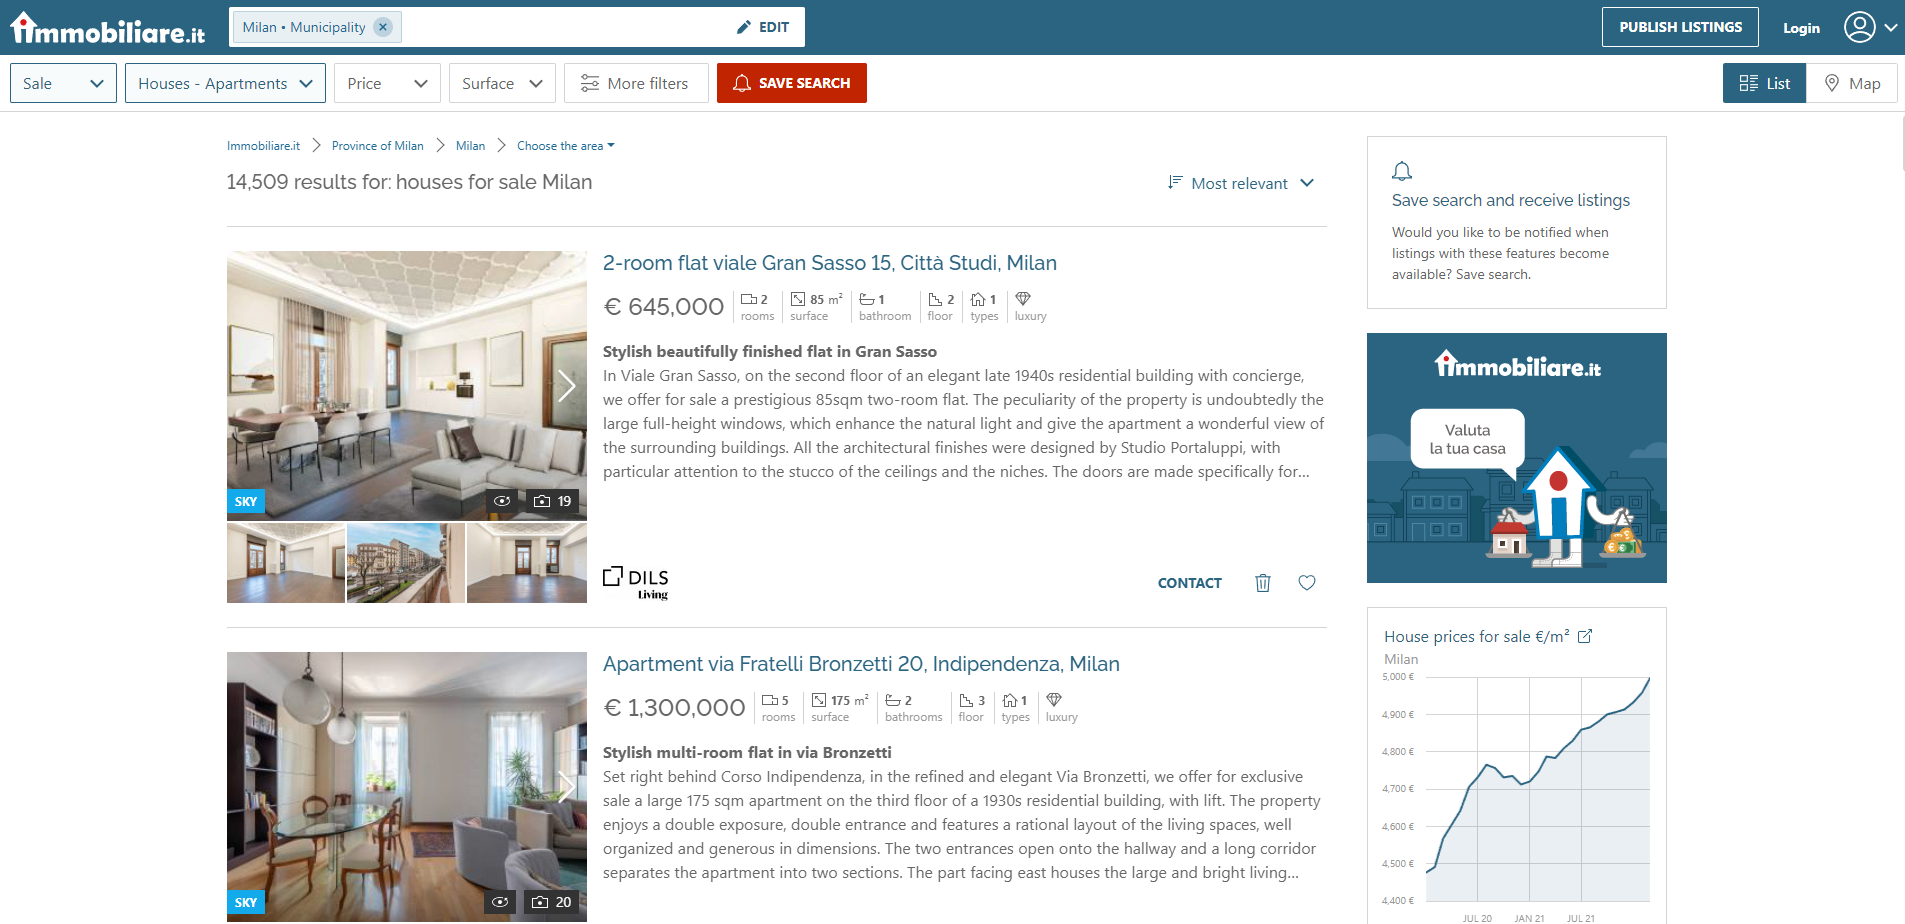 immobiliare.it
Milan • Municipality
EDIT
PUBLISH LISTINGS
Login
Sale
Houses - Apartments
Price
Surface
More filters
SAVE SEARCH
List
Map
Immobiliare.it
Province of Milan
Milan
Choose the area
14,509 results for: houses for sale Milan
Most relevant
2-room flat viale Gran Sasso 15, Città Studi, Milan
€ 645,000
2
rooms
85 m²
surface
1
bathroom
2
floor
1
types
luxury
Stylish beautifully finished flat in Gran Sasso
In Viale Gran Sasso, on the second floor of an elegant late 1940s residential building with concierge,
we offer for sale a prestigious 85sqm two-room flat. The peculiarity of the property is undoubtedly the
large full-height windows, which enhance the natural light and give the apartment a wonderful view of
the surrounding buildings. All the architectural finishes were designed by Studio Portaluppi, with
particular attention to the stucco of the ceilings and the niches. The doors are made specifically for...
SKY
19
DILS
Living
CONTACT
Apartment via Fratelli Bronzetti 20, Indipendenza, Milan
€ 1,300,000
5
rooms
175 m²
surface
2
bathrooms
3
floor
1
types
luxury
Stylish multi-room flat in via Bronzetti
Set right behind Corso Indipendenza, in the refined and elegant Via Bronzetti, we offer for exclusive
sale a large 175 sqm apartment on the third floor of a 1930s residential building, with lift. The property
enjoys a double exposure, double entrance and features a rational layout of the living spaces, well
organized and generous in dimensions. The two entrances open onto the hallway and a long corridor
separates the apartment into two sections. The part facing east houses the large and bright living...
SKY
20
Save search and receive listings
Would you like to be notified when
listings with these features become
available? Save search.
immobiliare.it
Valuta
la tua casa
House prices for sale €/m²
Milan
5,000 €
4,900 €
4,800 €
4,700 €
4,600 €
4,500 €
4,400 €
JUL 20
JAN 21
JUL 21